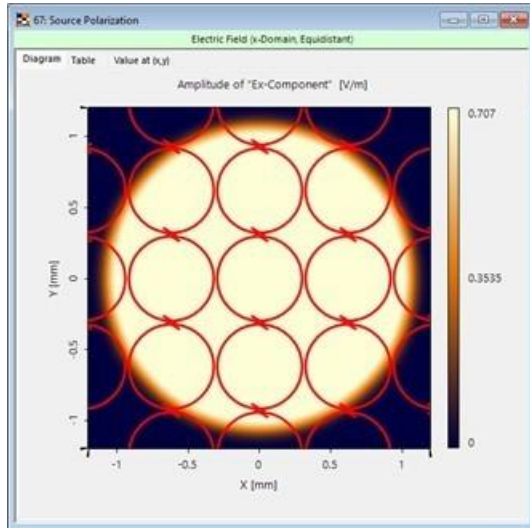 67: Source Polarization
Electric Field (x-Domain, Equidistant)
Diagram Table Value at (x,y)
Amplitude of "Ex-Component" [V/m]
0.707
1
0.5
0.3535
Y [mm]
0
-0.5
-1
0
-1 -0.5 0 0.5 1
X [mm]